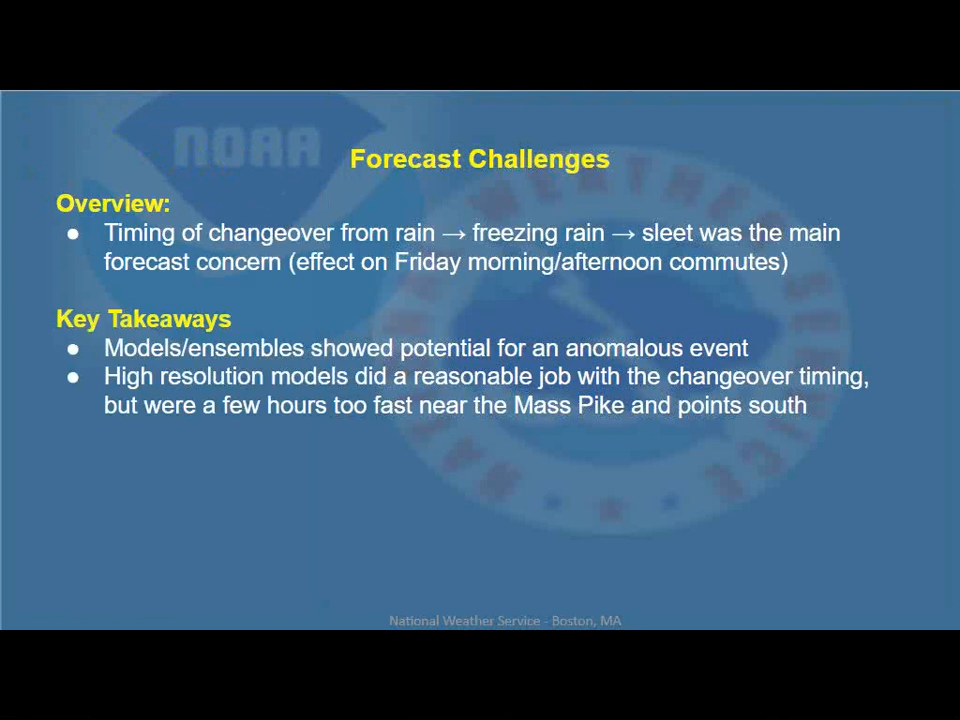 NOAA
NATIONAL WEATHER SERVICE
Forecast Challenges
Overview:
● Timing of changeover from rain → freezing rain → sleet was the main
forecast concern (effect on Friday morning/afternoon commutes)
Key Takeaways
● Models/ensembles showed potential for an anomalous event
● High resolution models did a reasonable job with the changeover timing,
but were a few hours too fast near the Mass Pike and points south
National Weather Service - Boston, MA